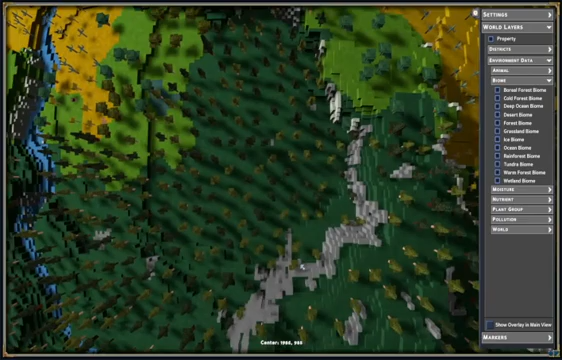 SETTINGS
WORLD LAYERS
Property
DISTRICTS
ENVIRONMENT DATA
ANIMAL
BIOME
Boreal Forest Biome
Cold Forest Biome
Deep Ocean Biome
Desert Biome
Forest Biome
Grassland Biome
Ice Biome
Ocean Biome
Rainforest Biome
Tundra Biome
Warm Forest Biome
Wetland Biome
MOISTURE
NUTRIENT
PLANT GROUP
POLLUTION
WORLD
Show Overlay in Main View
MARKERS